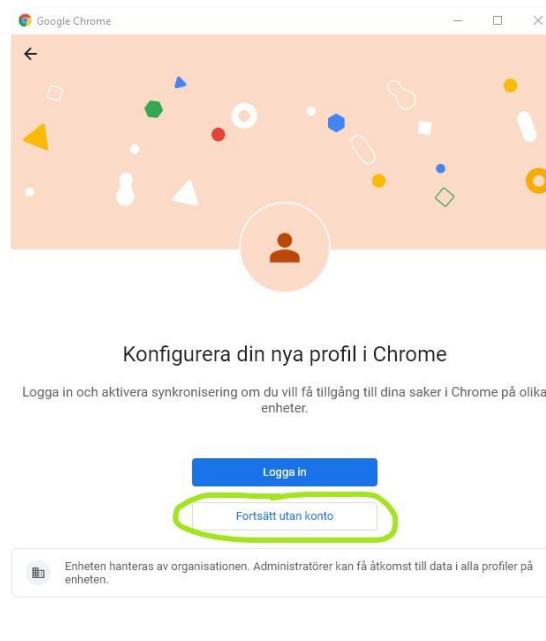 Google Chrome
Konfigurera din nya profil i Chrome
Logga in och aktivera synkronisering om du vill få tillgång till dina saker i Chrome på olika
enheter.
Logga in
Fortsätt utan konto
Enheten hanteras av organisationen. Administratörer kan få åtkomst till data i alla profiler på
enheten.